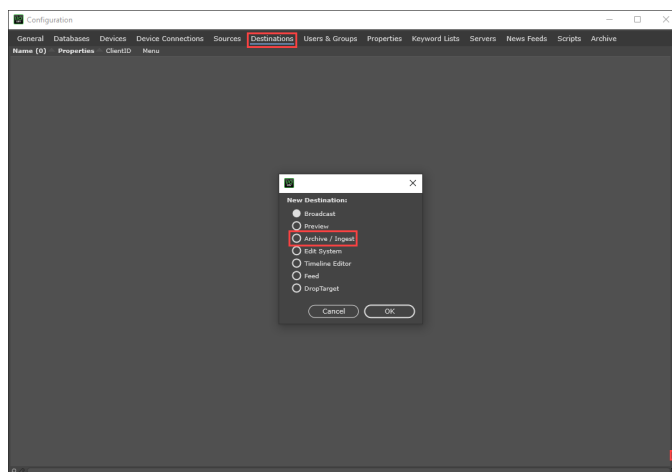 Configuration
General Databases Devices Device Connections Sources Destinations Users & Groups Properties Keyword Lists Servers News Feeds Scripts Archive
Name [0] Properties ClientID Menu
New Destination:
Broadcast
Preview
Archive / Ingest
Edit System
Timeline Editor
Feed
DropTarget
Cancel OK